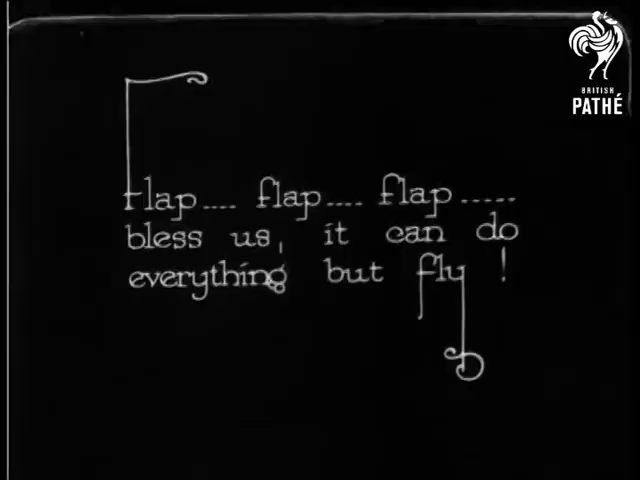 BRITISH
PATHÉ
Flap.... flap.... flap.....
bless us, it can do
everything but fly !